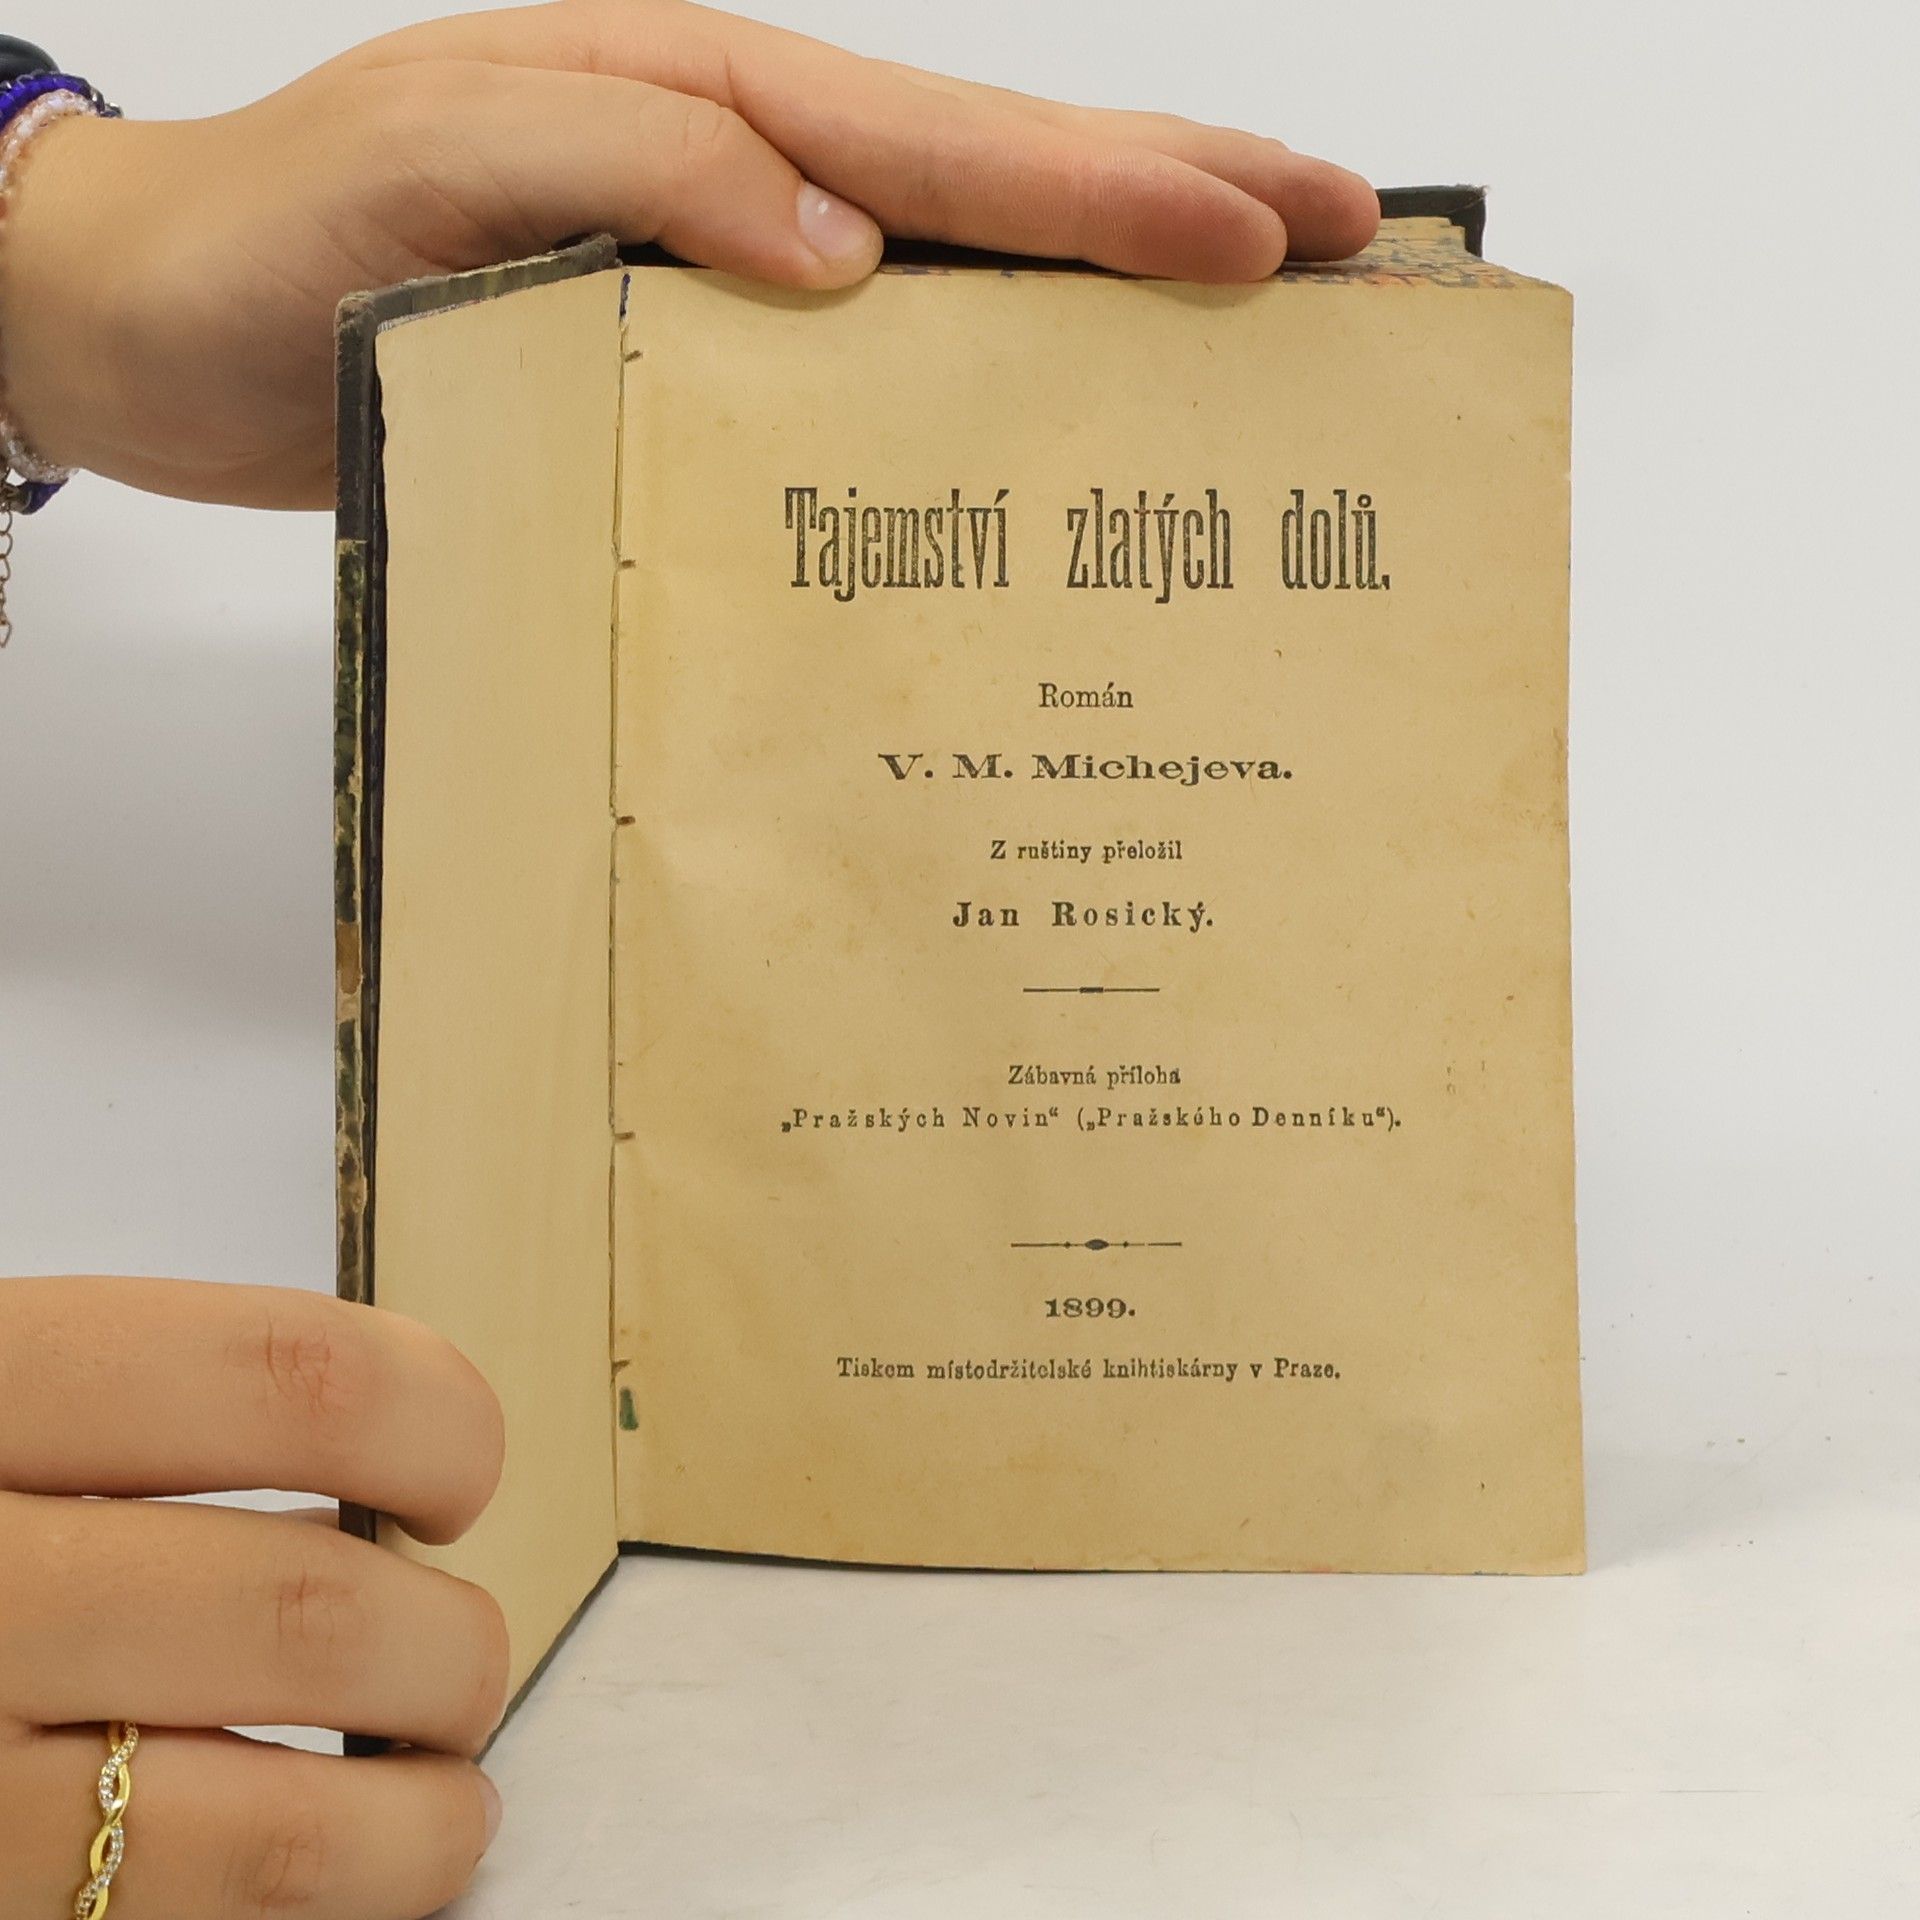 Tajemství zlatých dolů.
Román
V. M. Michejeva.
Z ruštiny přeložil
Jan Rosický.
Zábavná příloha
„Pražských Novin“ („Pražského Denníku“).
1899.
Tiskem místodržitelské knihtiskárny v Praze.